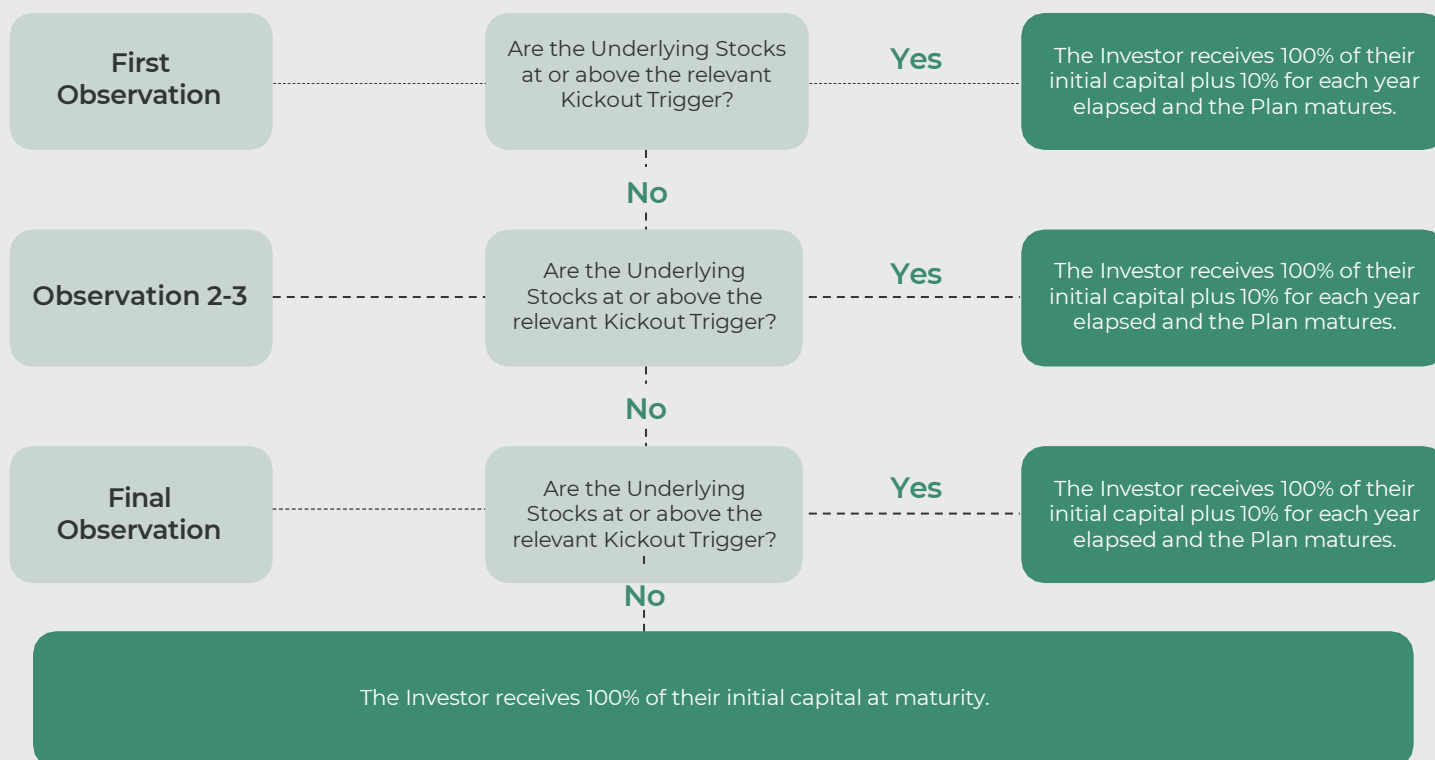 First
Observation
Are the Underlying Stocks
at or above the relevant
Kickout Trigger?
Yes
The Investor receives 100% of their
initial capital plus 10% for each year
elapsed and the Plan matures.
No
Observation 2-3
Are the Underlying
Stocks at or above the
relevant Kickout Trigger?
Yes
The Investor receives 100% of their
initial capital plus 10% for each year
elapsed and the Plan matures.
No
Final
Observation
Are the Underlying
Stocks at or above the
relevant Kickout Trigger?
Yes
The Investor receives 100% of their
initial capital plus 10% for each year
elapsed and the Plan matures.
No
The Investor receives 100% of their initial capital at maturity.